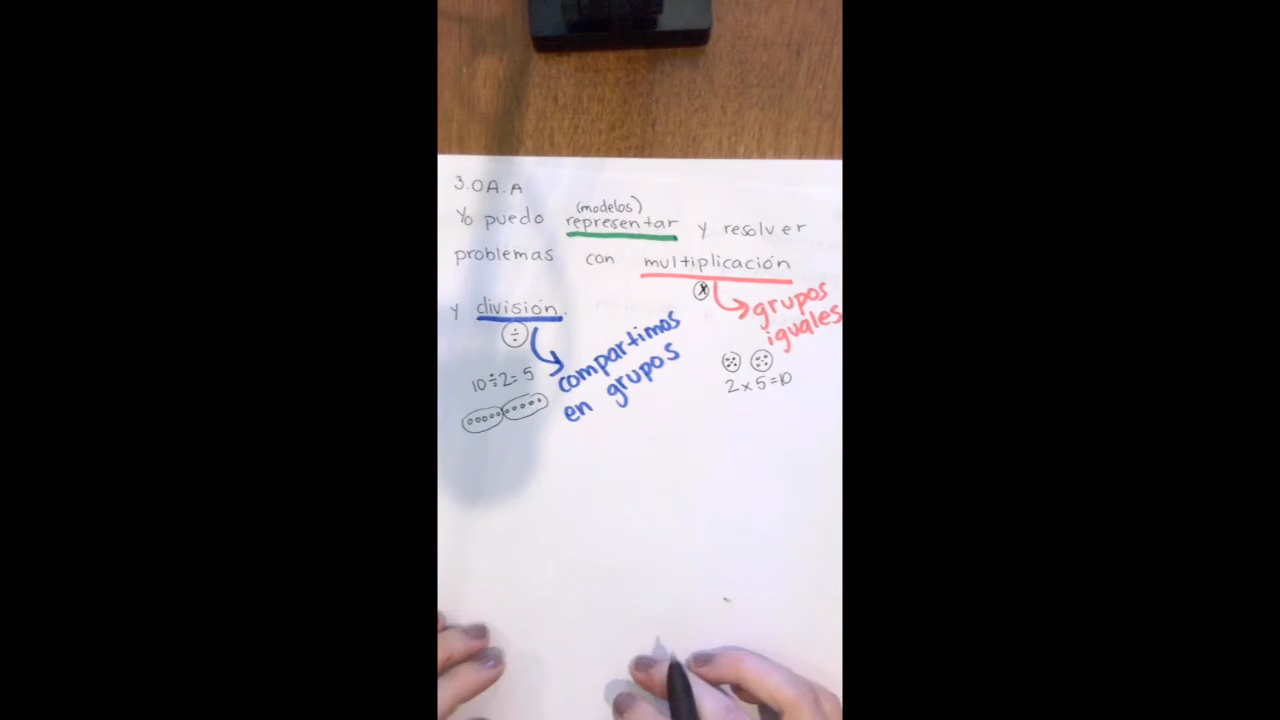 3.OA.A
(modelos)
Yo puedo representar y resolver
problemas con multiplicación
x
grupos
iguales
y división.
÷
compartimos
en grupos
10÷2=5
2x5=10